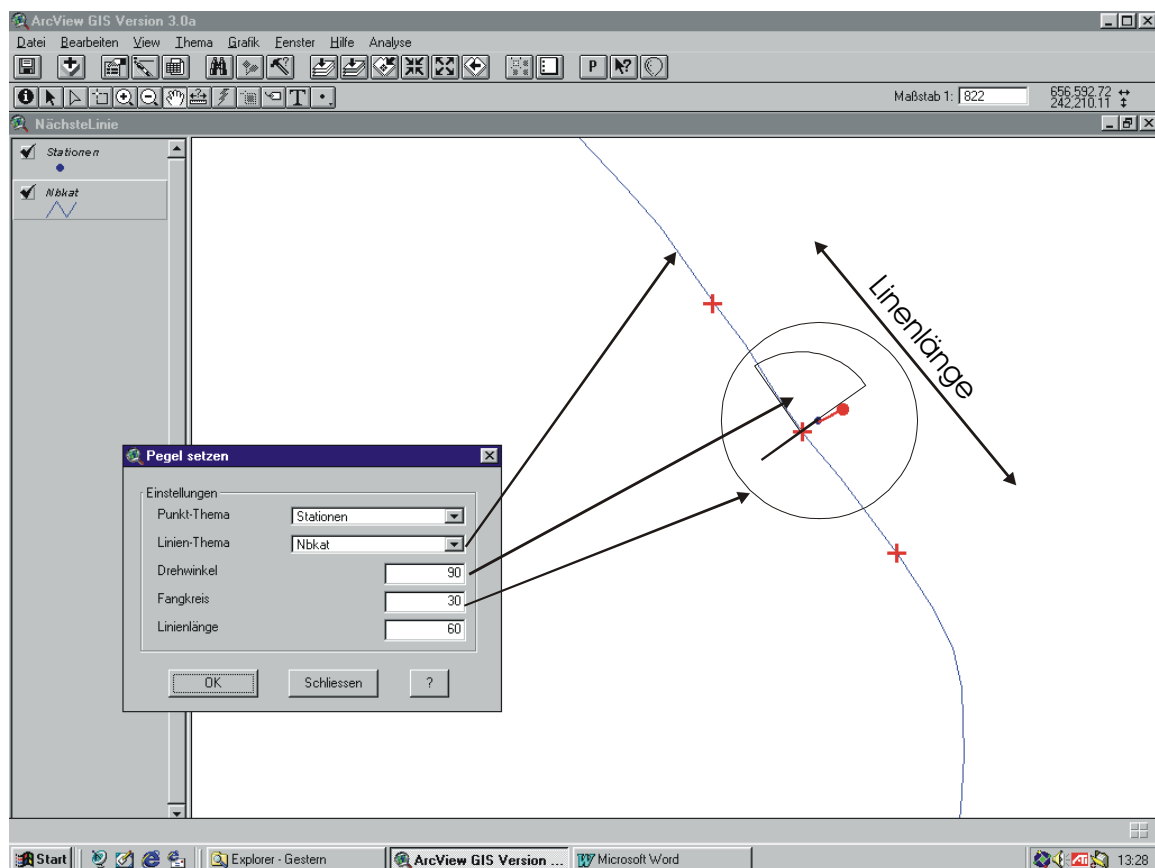 ArcView GIS Version 3.0a
Datei Bearbeiten View Thema Grafik Fenster Hilfe Analyse
P
Maßstab 1: 822
656,592.72
242,210.11
NächsteLinie
Stationen
Nbkat
Linenlänge
Pegel setzen
Einstellungen
Punkt-Thema Stationen
Linien-Thema Nbkat
Drehwinkel 90
Fangkreis 30
Linienlänge 60
OK Schliessen ?
Start Explorer - Gestern ArcView GIS Version ... Microsoft Word ATI 13:28